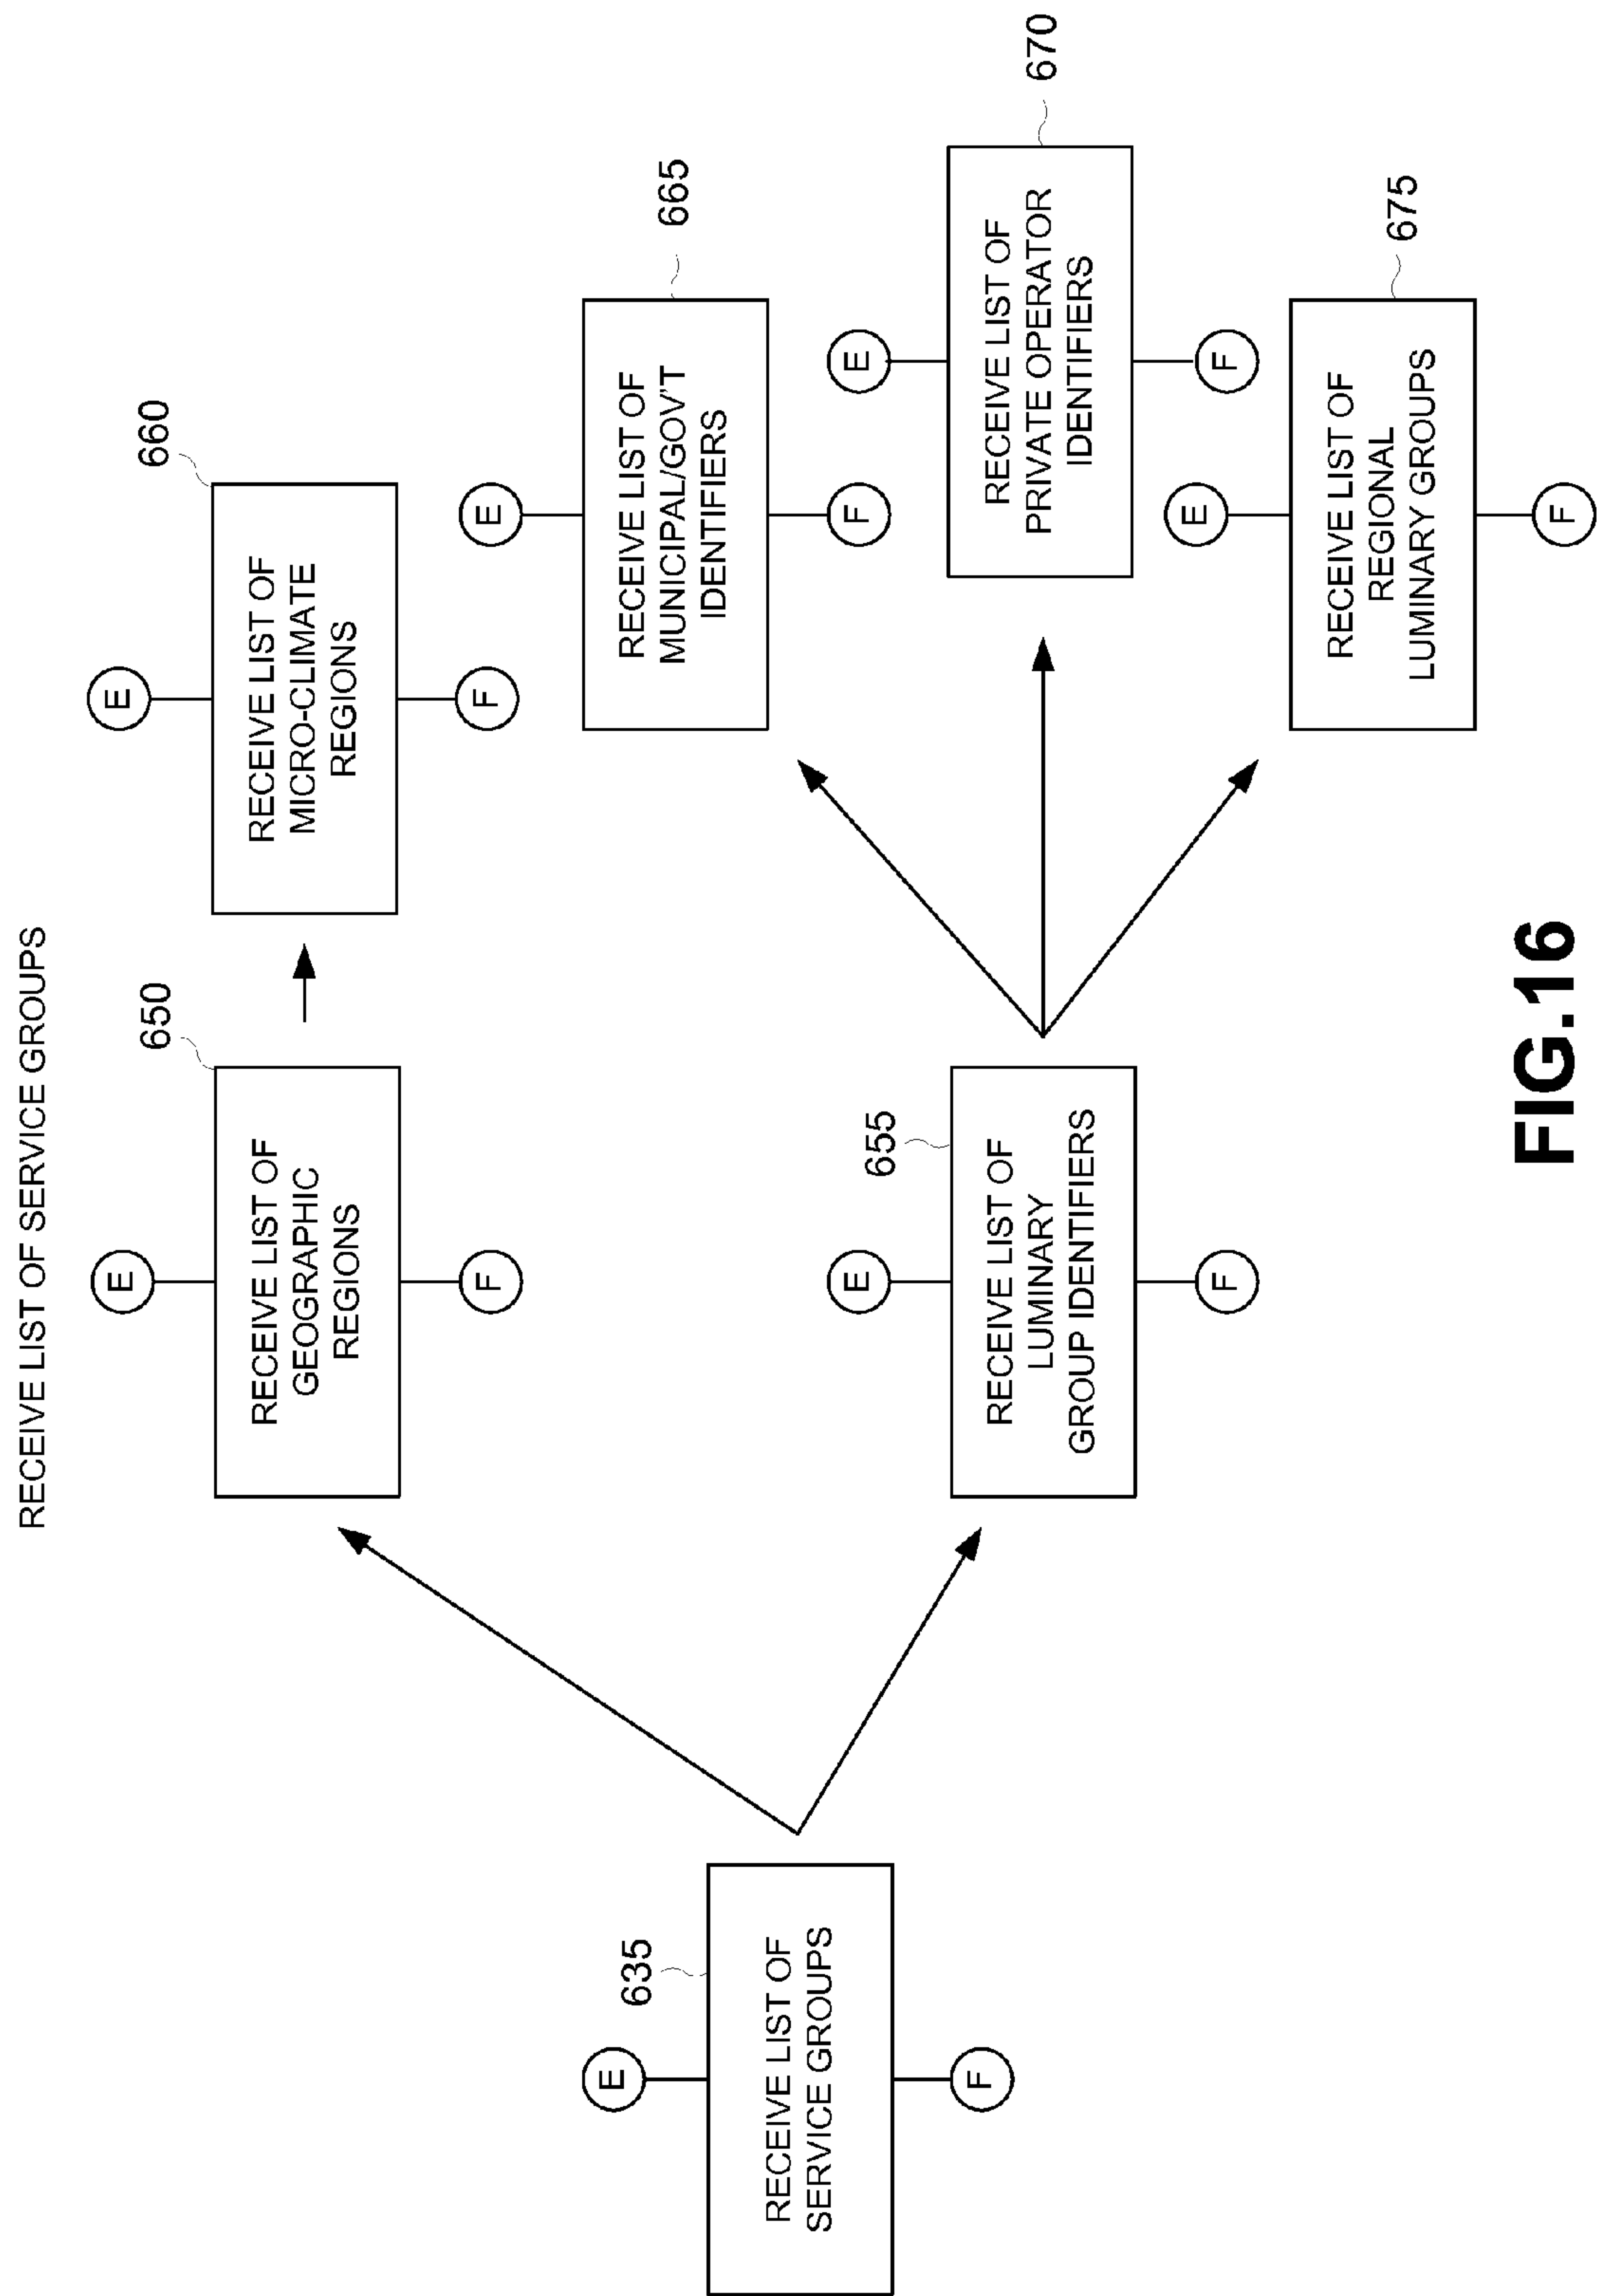 RECEIVE LIST OF SERVICE GROUPS
E
635
RECEIVE LIST OF
SERVICE GROUPS
F
E
650
RECEIVE LIST OF
GEOGRAPHIC
REGIONS
F
E
655
RECEIVE LIST OF
LUMINARY
GROUP IDENTIFIERS
F
E
660
RECEIVE LIST OF
MICRO-CLIMATE
REGIONS
F
E
665
RECEIVE LIST OF
MUNICIPAL/GOV'T
IDENTIFIERS
F
E
670
RECEIVE LIST OF
PRIVATE OPERATOR
IDENTIFIERS
F
E
675
RECEIVE LIST OF
REGIONAL
LUMINARY GROUPS
F
FIG.16